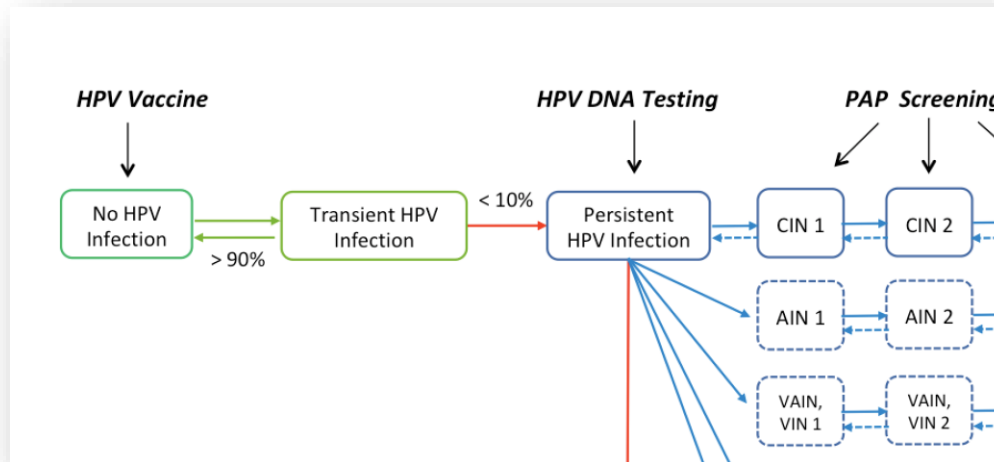 HPV Vaccine
HPV DNA Testing
PAP Screening
No HPV
Infection
> 90%
Transient HPV
Infection
< 10%
Persistent
HPV Infection
CIN 1
CIN 2
AIN 1
AIN 2
VAIN,
VIN 1
VAIN,
VIN 2